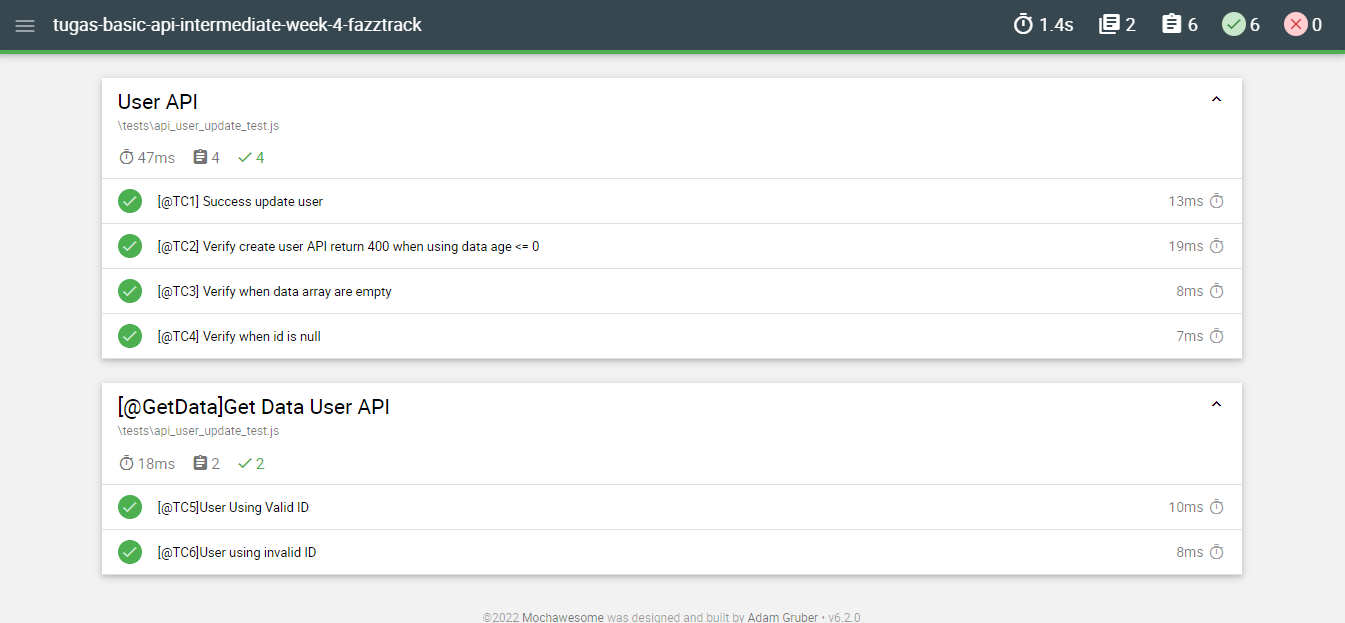 tugas-basic-api-intermediate-week-4-fazztrack 1.4s 2 6 6 0
User API
\tests\api_user_update_test.js
47ms 4 4
[@TC1] Success update user 13ms
[@TC2] Verify create user API return 400 when using data age <= 0 19ms
[@TC3] Verify when data array are empty 8ms
[@TC4] Verify when id is null 7ms
[@GetData]Get Data User API
\tests\api_user_update_test.js
18ms 2 2
[@TC5]User Using Valid ID 10ms
[@TC6]User using invalid ID 8ms
©2022 Mochawesome was designed and built by Adam Gruber • v6.2.0